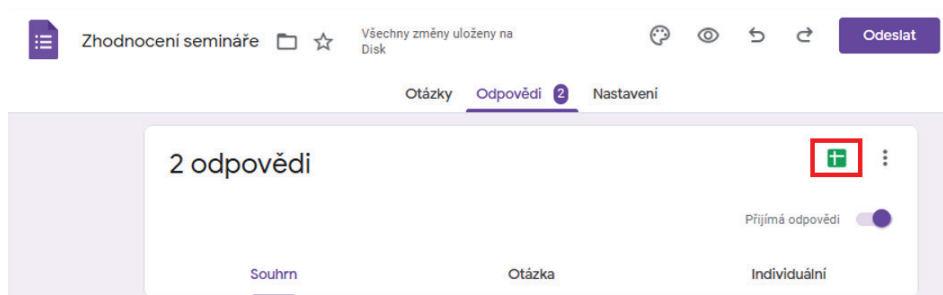 Zhodnocení semináře
Všechny změny uloženy na
Disk
Odeslat
Otázky Odpovědi 2 Nastavení
2 odpovědi
Přijímá odpovědi
Souhrn Otázka Individuální